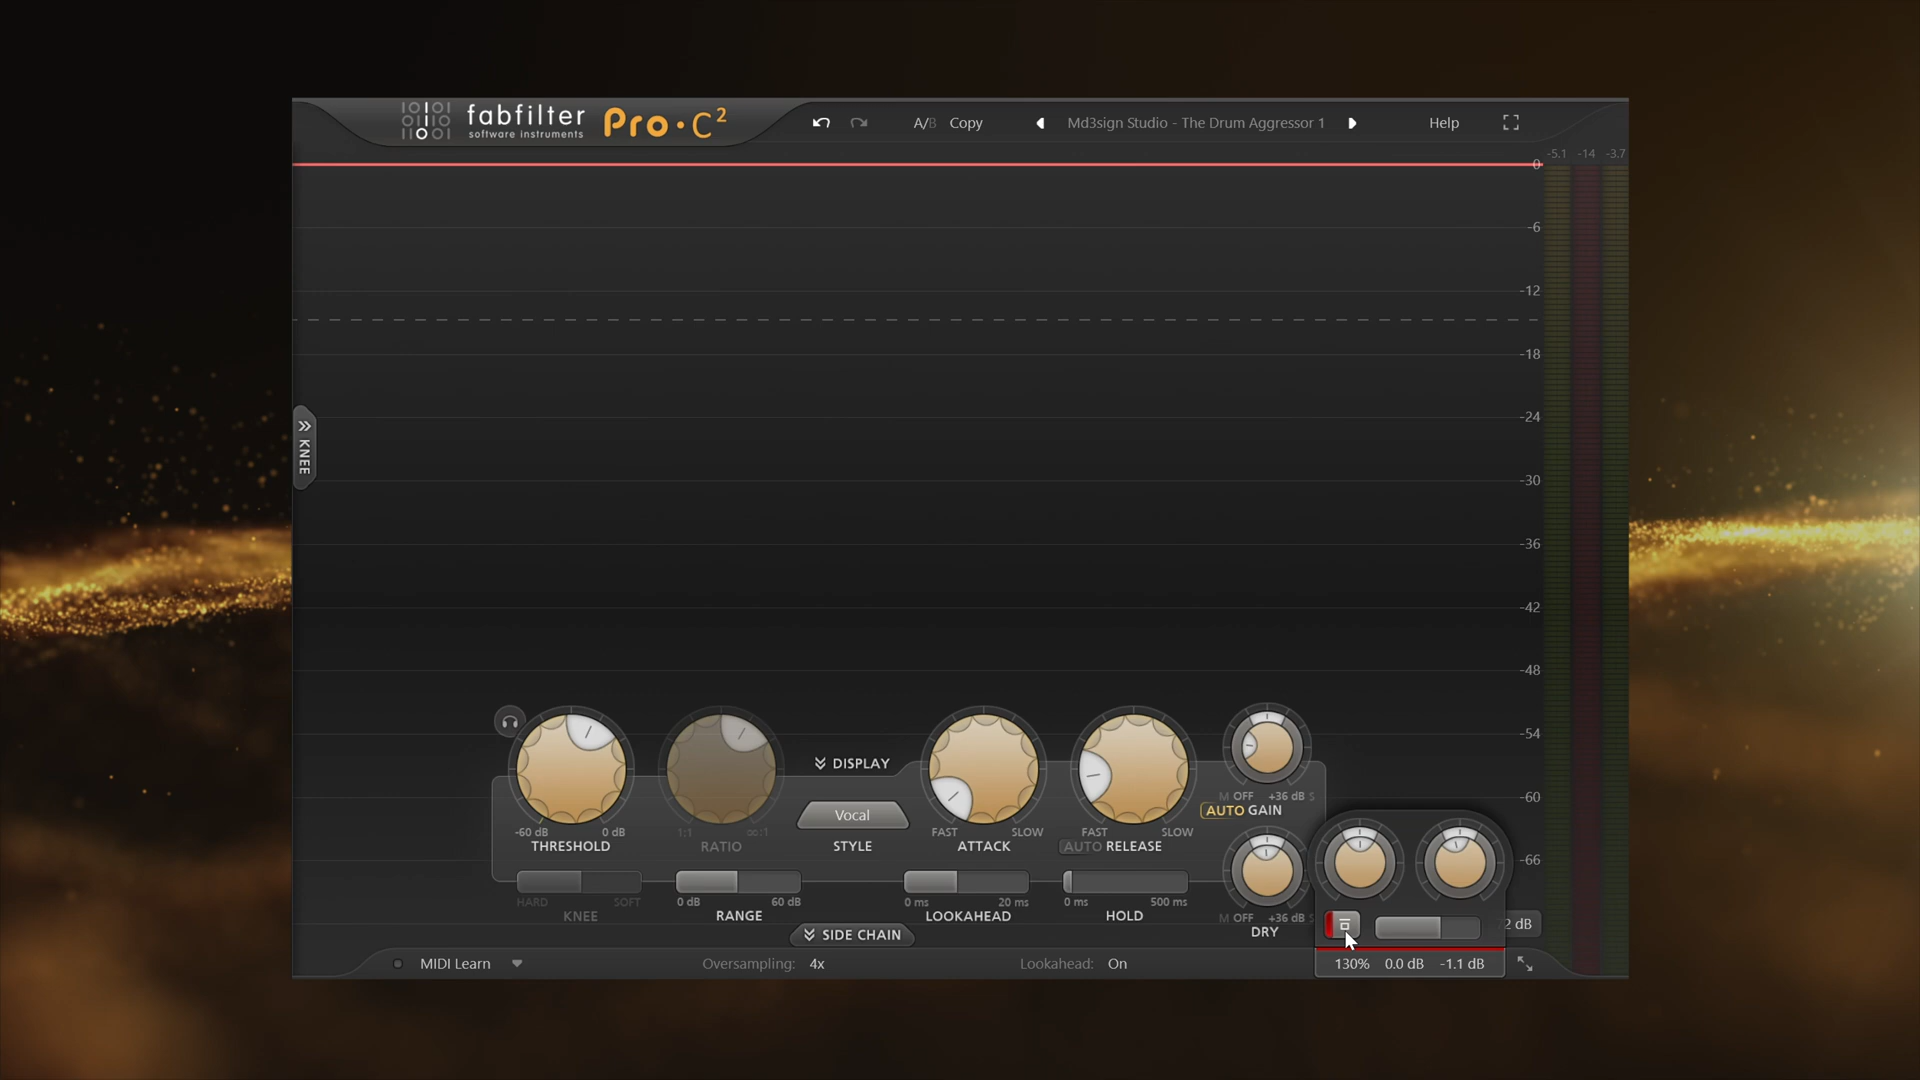 fabfilter
software instruments
Pro·C²
A/B Copy
Md3sign Studio - The Drum Aggressor 1
Help
-5.1 -14 -3.7
0
-6
-12
-18
-24
-30
-36
-42
-48
-54
-60
-66
KNEE
DISPLAY
-60 dB 0 dB
THRESHOLD
1:1 ∞:1
RATIO
Vocal
STYLE
FAST SLOW
ATTACK
FAST SLOW
AUTO RELEASE
M OFF +36 dB S
AUTO GAIN
HARD SOFT
KNEE
0 dB 60 dB
RANGE
0 ms 20 ms
LOOKAHEAD
0 ms 500 ms
HOLD
M OFF +36 dB S
DRY
2 dB
SIDE CHAIN
MIDI Learn
Oversampling: 4x
Lookahead: On
130% 0.0 dB -1.1 dB